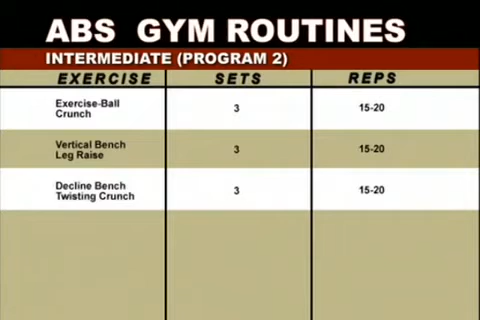 ABS GYM ROUTINES
INTERMEDIATE (PROGRAM 2)
EXERCISE SETS REPS
Exercise-Ball
Crunch 3 15-20
Vertical Bench
Leg Raise 3 15-20
Decline Bench
Twisting Crunch 3 15-20